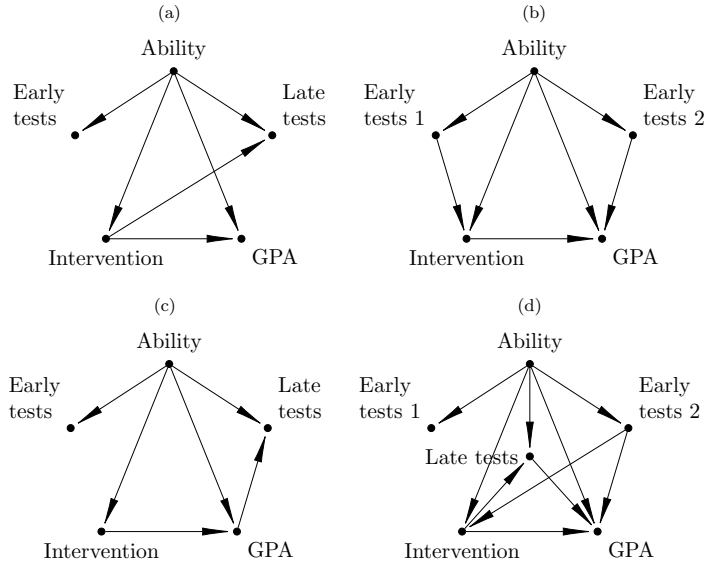 (a)
Ability
Early
tests
Late
tests
Intervention
GPA
(b)
Ability
Early
tests 1
Early
tests 2
Intervention
GPA
(c)
Ability
Early
tests
Late
tests
Intervention
GPA
(d)
Ability
Early
tests 1
Early
tests 2
Late tests
Intervention
GPA